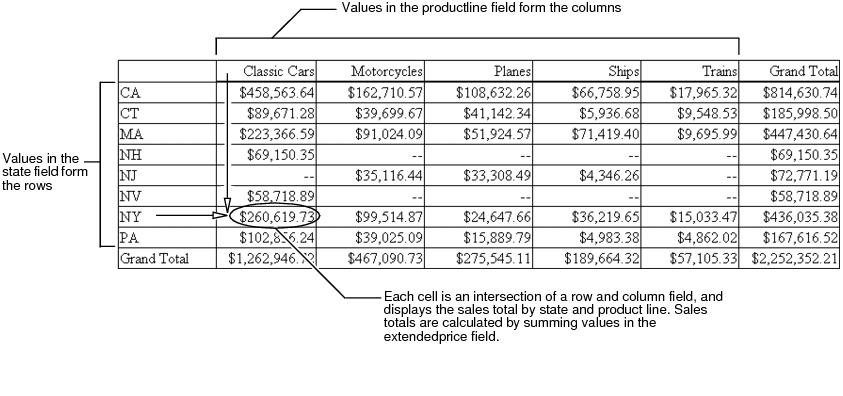 Values in the productline field form the columns
Classic Cars Motorcycles Planes Ships Trains Grand Total
CA $458,563.64 $162,710.57 $108,632.26 $66,758.95 $17,965.32 $814,630.74
CT $89,671.28 $39,699.67 $41,142.34 $5,936.68 $9,548.53 $185,998.50
MA $223,366.59 $91,024.09 $51,924.57 $71,419.40 $9,695.99 $447,430.64
NH $69,150.35 -- -- -- -- $69,150.35
NJ -- $35,116.44 $33,308.49 $4,346.26 -- $72,771.19
NV $58,718.89 -- -- -- -- $58,718.89
NY $260,619.73 $99,514.87 $24,647.66 $36,219.65 $15,033.47 $436,035.38
PA $102,856.24 $39,025.09 $15,889.79 $4,983.38 $4,862.02 $167,616.52
Grand Total $1,262,946.72 $467,090.73 $275,545.11 $189,664.32 $57,105.33 $2,252,352.21
Values in the
state field form
the rows
Each cell is an intersection of a row and column field, and
displays the sales total by state and product line. Sales
totals are calculated by summing values in the
extendedprice field.